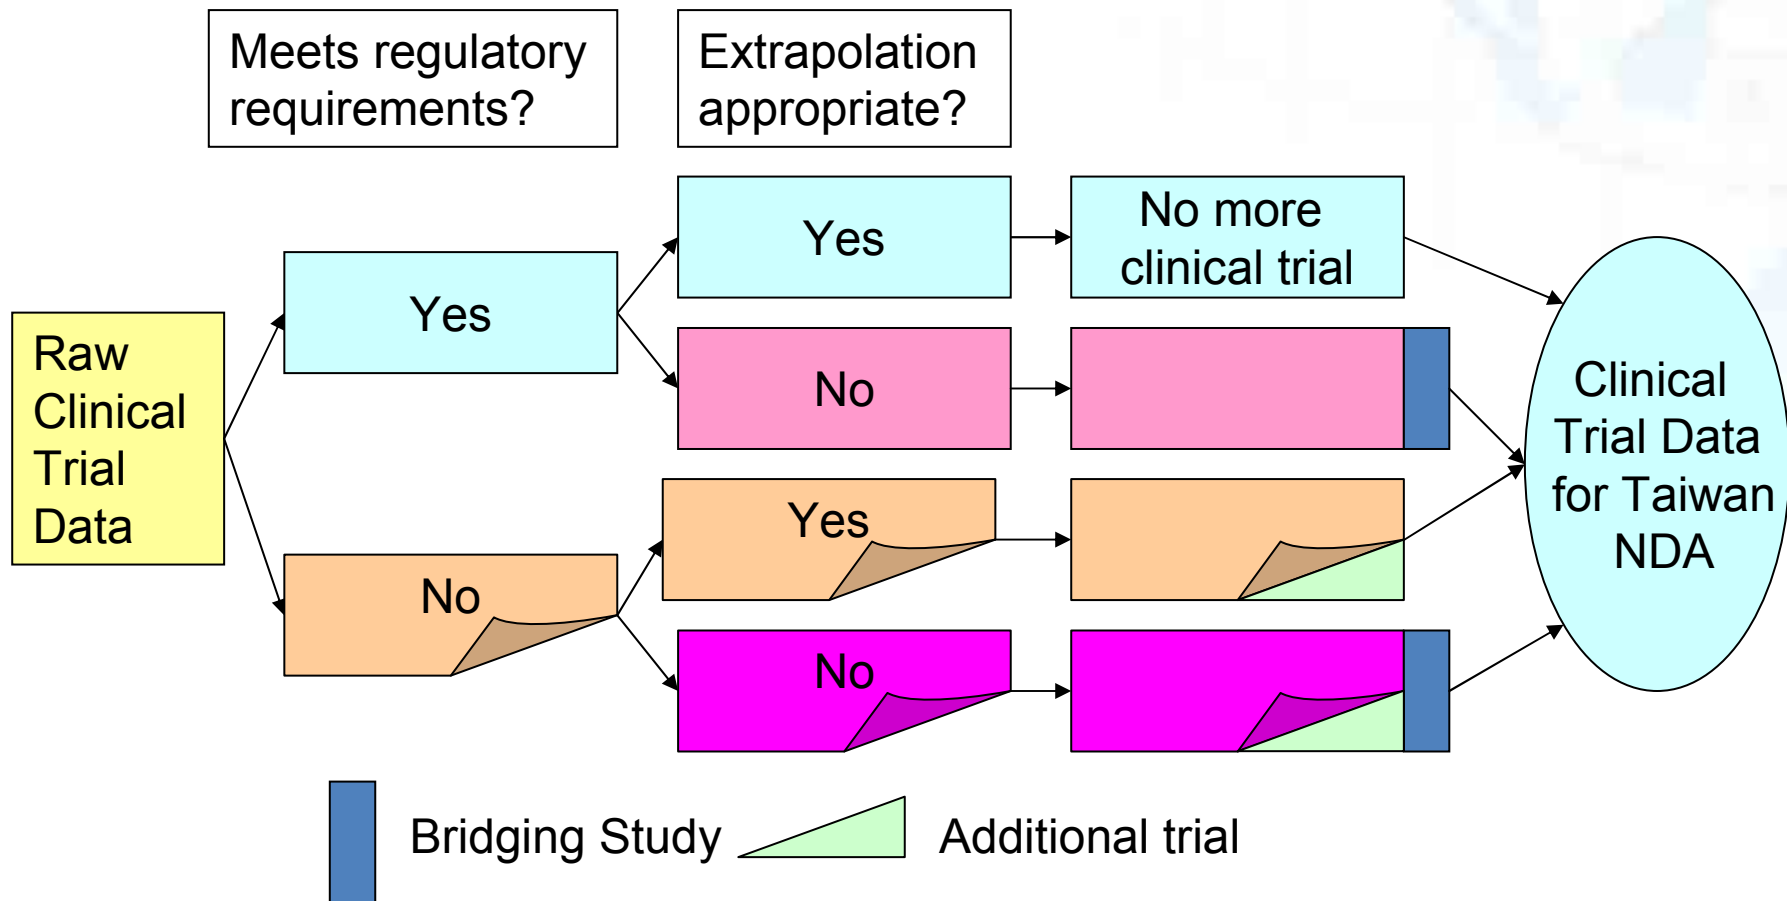 Meets regulatory
requirements?
Extrapolation
appropriate?
Raw
Clinical
Trial
Data
Yes
No
Yes
No
Yes
No
No more
clinical trial
Clinical
Trial Data
for Taiwan
NDA
Bridging Study
Additional trial